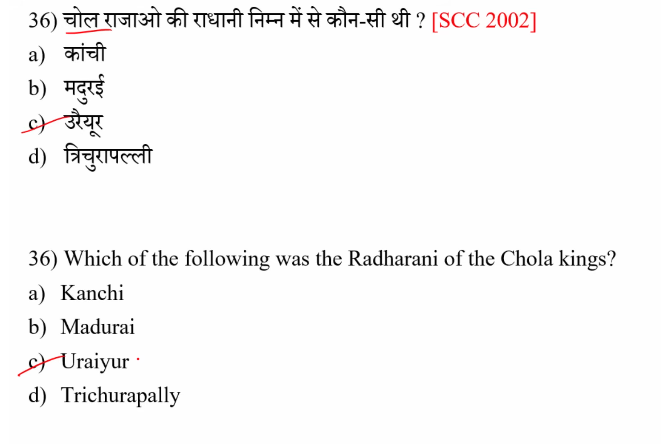 36) चोल राजाओ की राधानी निम्न में से कौन-सी थी ? [SCC 2002]
a) कांची
b) मदुरई
c) उरैयूर
d) त्रिचुरापल्ली
36) Which of the following was the Radharani of the Chola kings?
a) Kanchi
b) Madurai
c) Uraiyur
d) Trichurapally